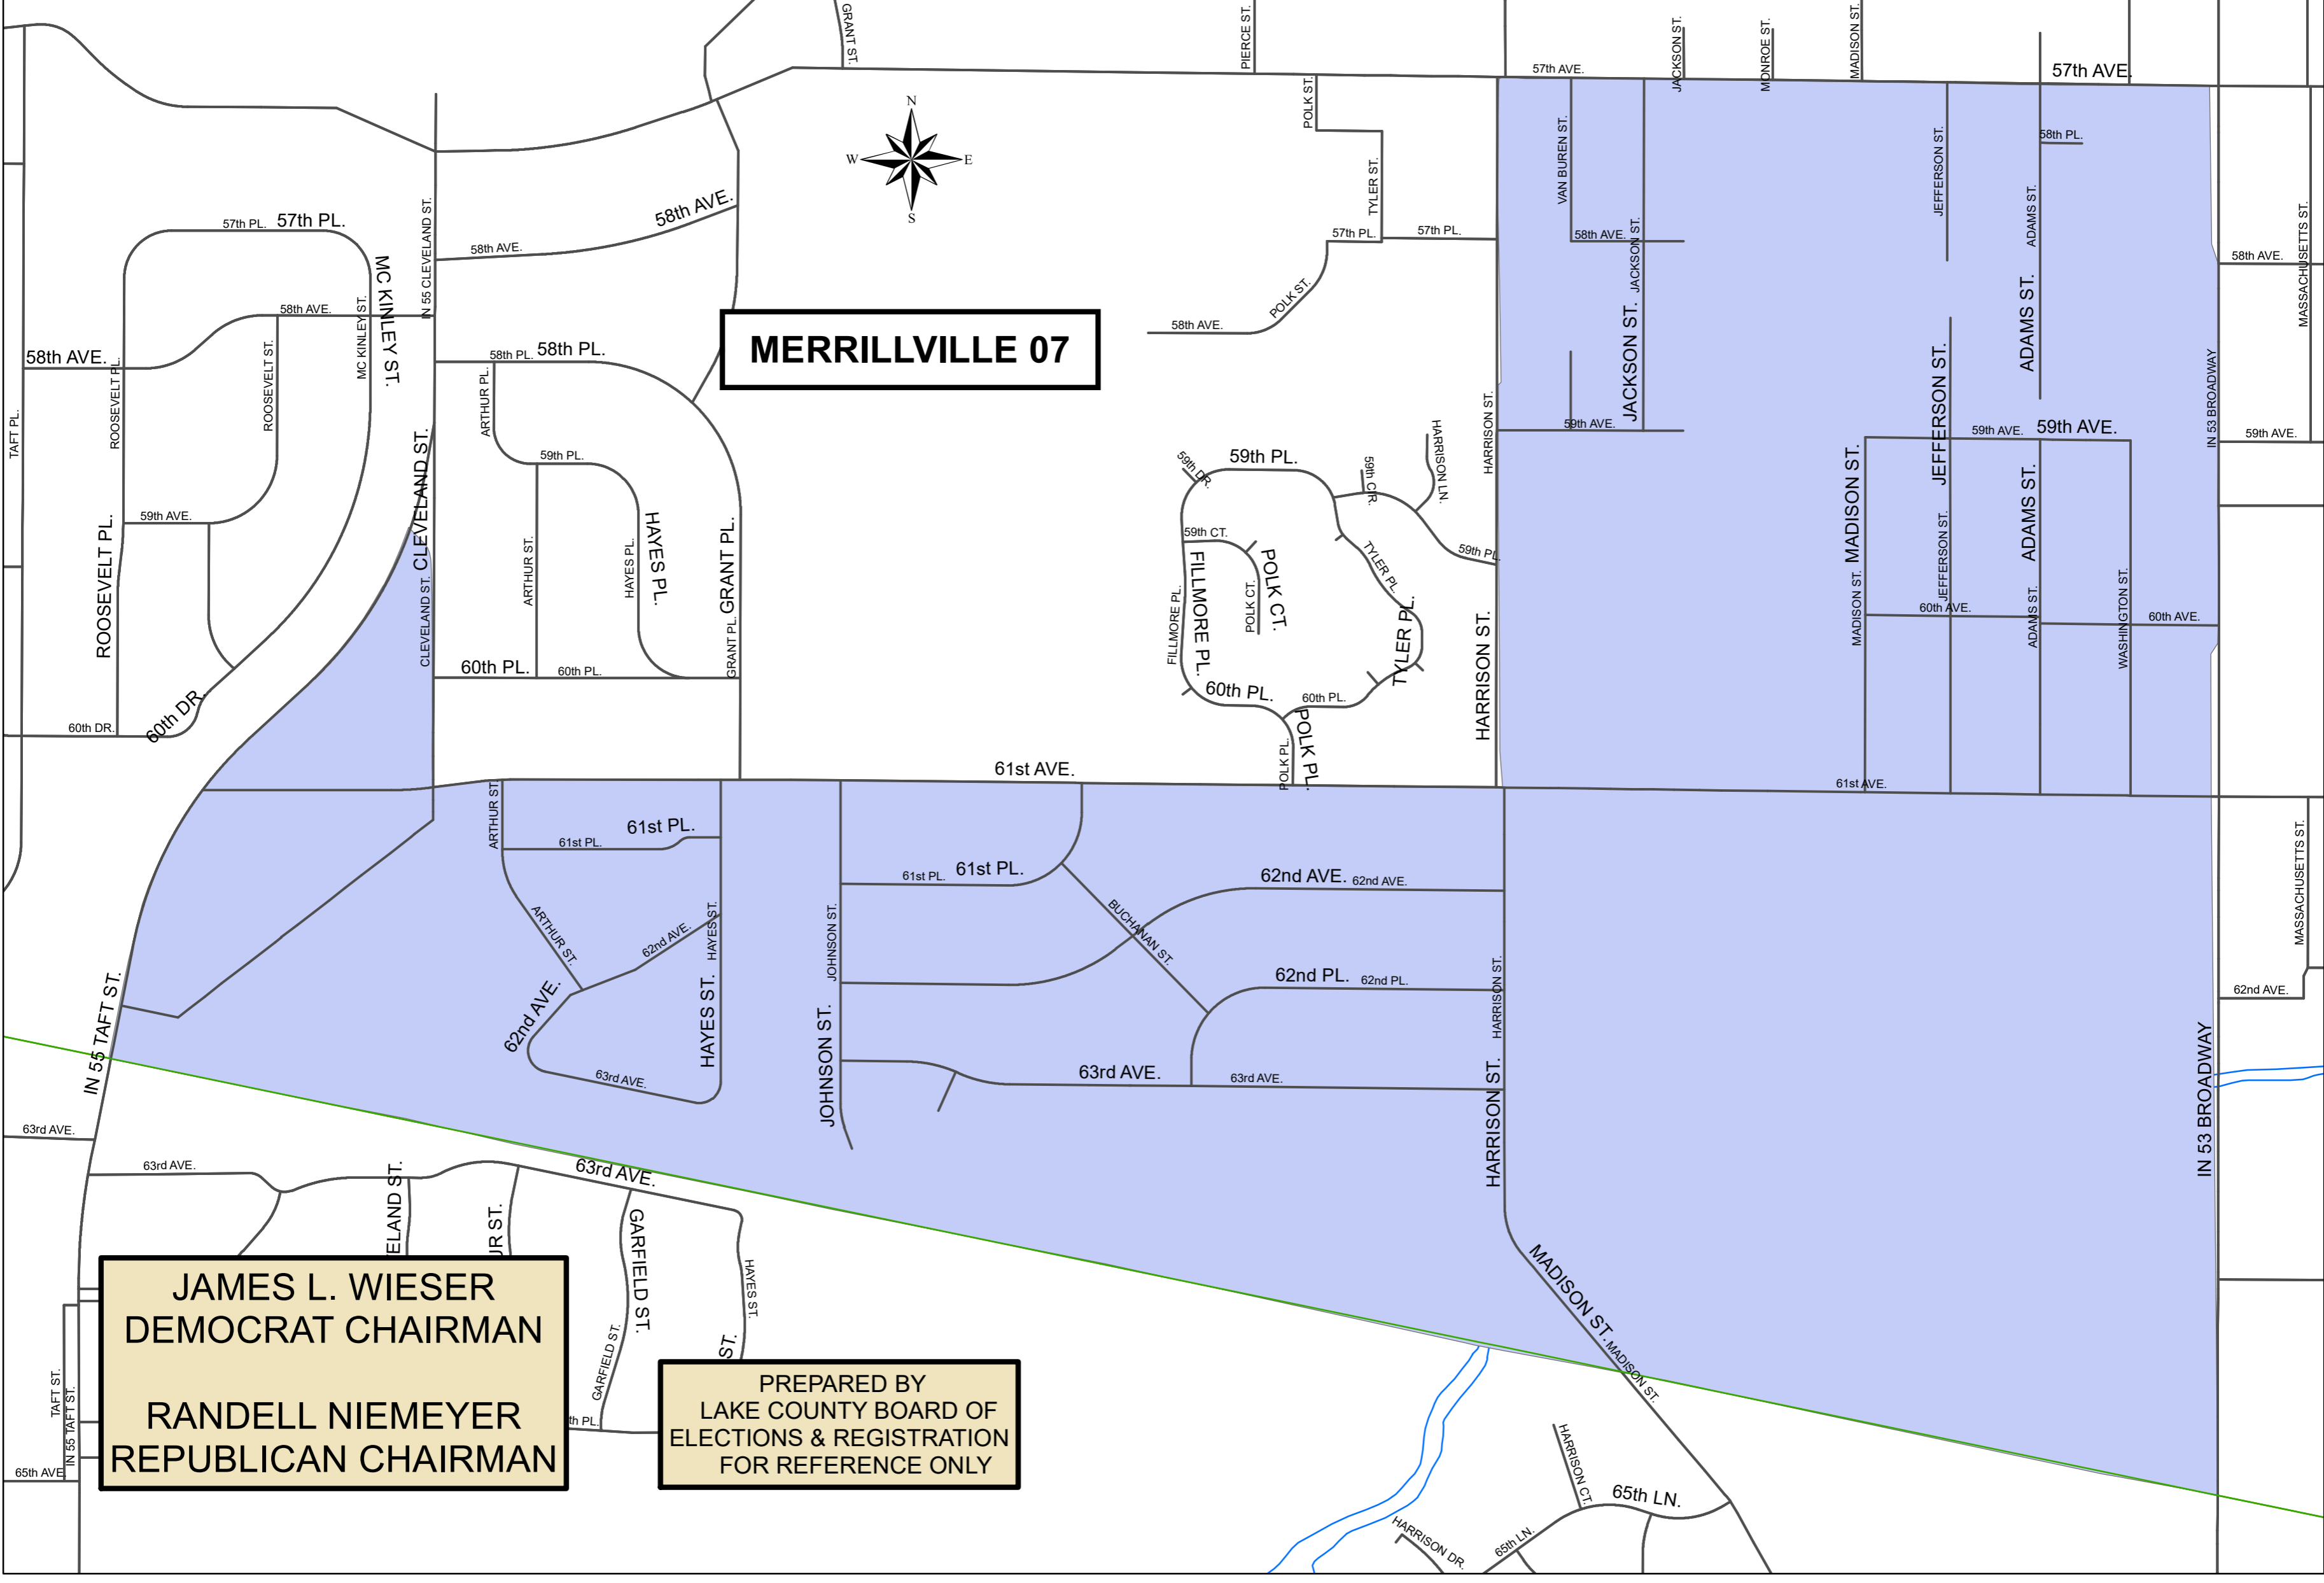 GRANT ST.
PIERCE ST.
JACKSON ST.
MONROE ST.
MADISON ST.
57th AVE.
57th AVE.
POLK ST.
N
W
E
S
VAN BUREN ST.
JEFFERSON ST.
58th PL.
TYLER ST.
ADAMS ST.
MASSACHUSETTS ST.
57th PL.
57th PL.
IN 55 CLEVELAND ST.
58th AVE.
58th AVE.
57th PL.
57th PL.
58th AVE.
JACKSON ST.
58th AVE.
MC KINLEY ST.
MC KINLEY ST.
POLK ST.
58th AVE.
58th AVE.
58th AVE.
ROOSEVELT PL.
ROOSEVELT ST.
58th PL.
58th PL.
MERRILLVILLE 07
JACKSON ST.
ADAMS ST.
JEFFERSON ST.
IN 53 BROADWAY
TAFT PL.
ARTHUR PL.
HARRISON ST.
59th AVE.
59th AVE.
59th AVE.
59th AVE.
CLEVELAND ST.
59th PL.
59th DR.
59th PL.
59th CIR.
HARRISON LN.
MADISON ST.
ADAMS ST.
59th AVE.
ROOSEVELT PL.
HAYES PL.
GRANT PL.
59th CT.
POLK CT.
TYLER PL.
59th PL.
JEFFERSON ST.
CLEVELAND ST.
ARTHUR ST.
HAYES PL.
GRANT PL.
FILLMORE PL.
FILLMORE PL.
POLK CT.
TYLER PL.
HARRISON ST.
MADISON ST.
60th AVE.
ADAMS ST.
WASHINGTON ST.
60th AVE.
60th PL.
60th PL.
60th PL.
60th PL.
60th DR.
60th DR.
POLK PL.
POLK PL.
61st AVE.
61st AVE.
ARTHUR ST.
61st PL.
61st PL.
61st PL.
61st PL.
62nd AVE.
62nd AVE.
MASSACHUSETTS ST.
ARTHUR ST.
62nd AVE.
HAYES ST.
JOHNSON ST.
BUCHANAN ST.
HARRISON ST.
IN 55 TAFT ST.
62nd AVE.
HAYES ST.
JOHNSON ST.
62nd PL.
62nd PL.
62nd AVE.
63rd AVE.
63rd AVE.
63rd AVE.
HARRISON ST.
IN 53 BROADWAY
63rd AVE.
63rd AVE.
63rd AVE.
ELAND ST.
UR ST.
GARFIELD ST.
GARFIELD ST.
HAYES ST.
ST.
MADISON ST.
MADISON ST.
JAMES L. WIESER
DEMOCRAT CHAIRMAN
RANDELL NIEMEYER
REPUBLICAN CHAIRMAN
PREPARED BY
LAKE COUNTY BOARD OF
ELECTIONS & REGISTRATION
FOR REFERENCE ONLY
TAFT ST.
IN 55 TAFT ST.
th PL.
65th AVE.
HARRISON CT.
65th LN.
65th LN.
HARRISON DR.